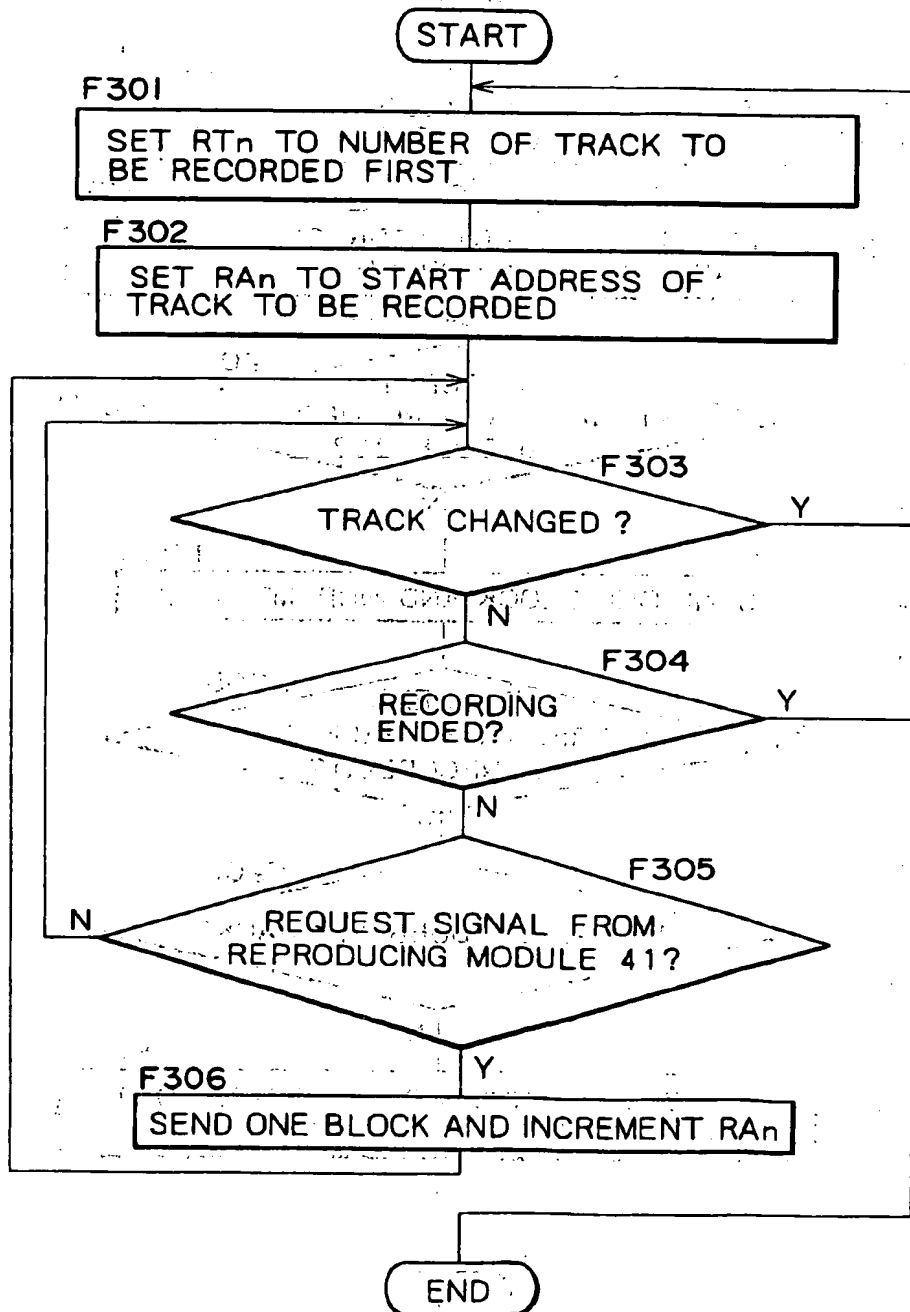 START
F301
SET RTn TO NUMBER OF TRACK TO
BE RECORDED FIRST
F302
SET RAn TO START ADDRESS OF
TRACK TO BE RECORDED
F303
TRACK CHANGED ?
Y
N
F304
RECORDING
ENDED?
Y
N
F305
REQUEST SIGNAL FROM
REPRODUCING MODULE 41?
N
Y
F306
SEND ONE BLOCK AND INCREMENT RAn
END